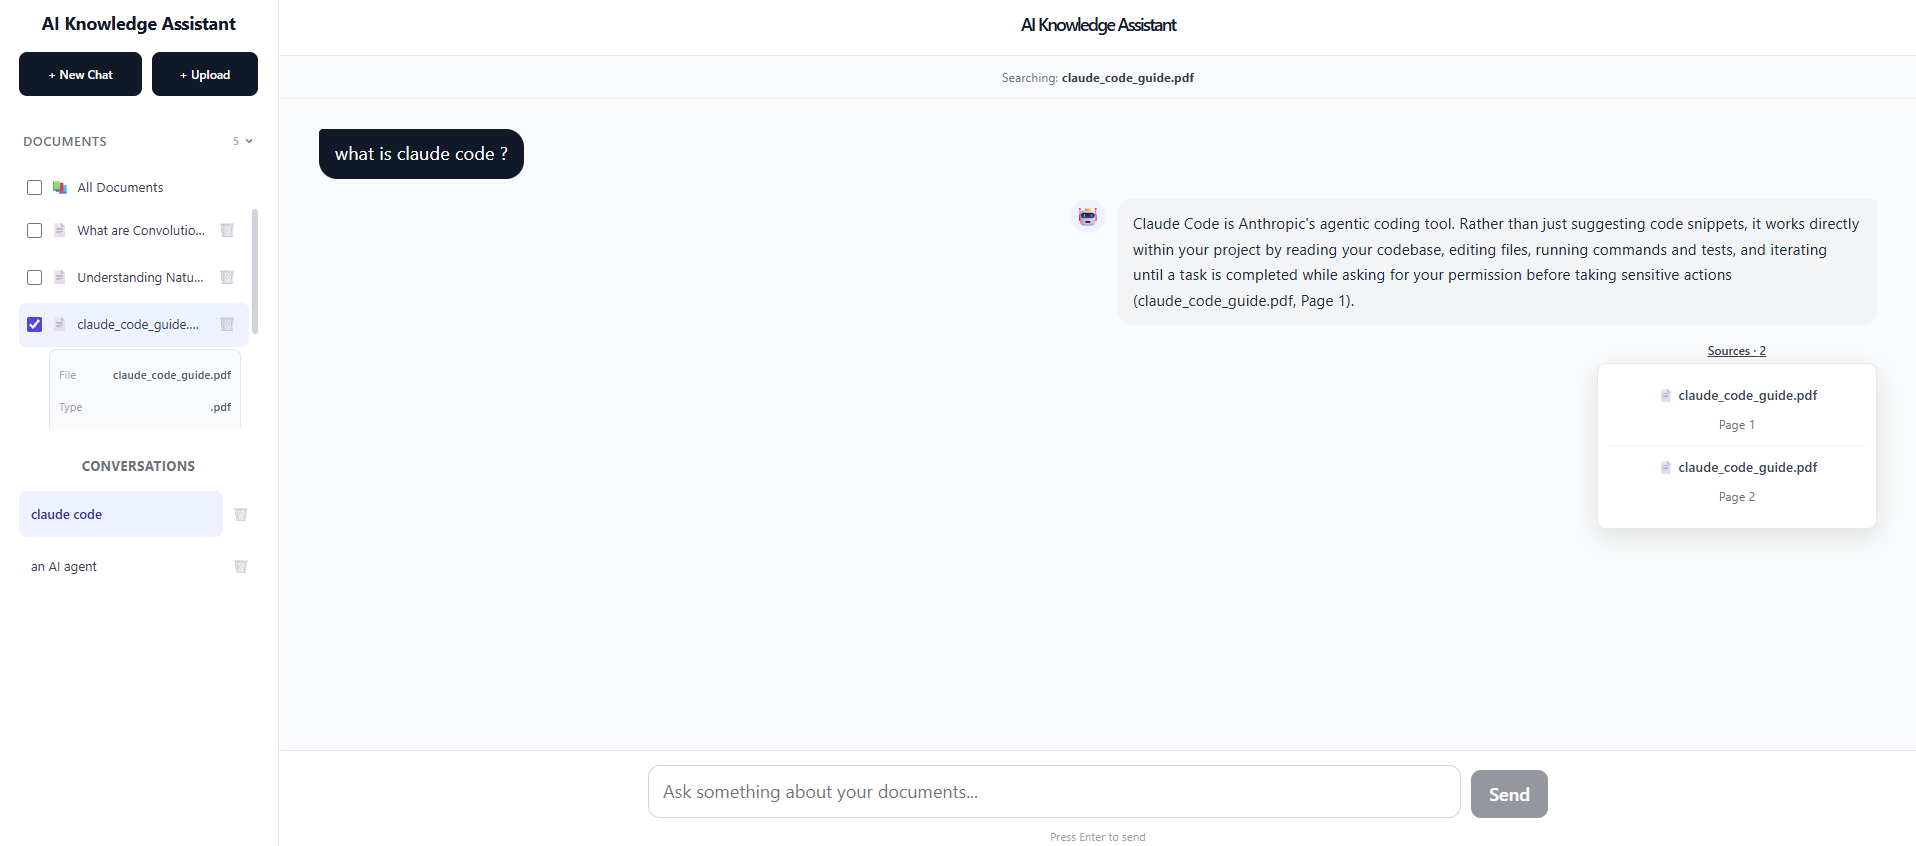 AI Knowledge Assistant
+ New Chat
+ Upload
DOCUMENTS
5
All Documents
What are Convolutio...
Understanding Natu...
claude_code_guide....
File claude_code_guide.pdf
Type .pdf
CONVERSATIONS
claude code
an AI agent
AI Knowledge Assistant
Searching: claude_code_guide.pdf
what is claude code ?
Claude Code is Anthropic's agentic coding tool. Rather than just suggesting code snippets, it works directly
within your project by reading your codebase, editing files, running commands and tests, and iterating
until a task is completed while asking for your permission before taking sensitive actions
(claude_code_guide.pdf, Page 1).
Sources · 2
claude_code_guide.pdf
Page 1
claude_code_guide.pdf
Page 2
Ask something about your documents...
Send
Press Enter to send